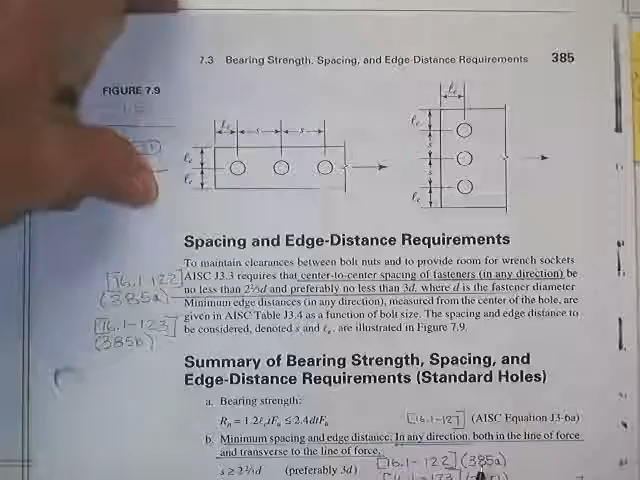 7.3 Bearing Strength, Spacing, and Edge-Distance Requirements 385
FIGURE 7.9
ℓe s s
ℓe
ℓe
ℓe
ℓe
s
s
ℓe
Spacing and Edge-Distance Requirements
To maintain clearances between bolt nuts and to provide room for wrench sockets
[16.1-122] AISC J3.3 requires that center-to-center spacing of fasteners (in any direction) be
(385a) no less than 2⅔d and preferably no less than 3d, where d is the fastener diameter
Minimum edge distances (in any direction), measured from the center of the hole, are
[16.1-123] given in AISC Table J3.4 as a function of bolt size. The spacing and edge distance to
(385b) be considered, denoted s and ℓe, are illustrated in Figure 7.9.
Summary of Bearing Strength, Spacing, and
Edge-Distance Requirements (Standard Holes)
a. Bearing strength:
Rn = 1.2ℓctFu ≤ 2.4dtFu [16.1-127] (AISC Equation J3-6a)
b. Minimum spacing and edge distance: In any direction, both in the line of force
and transverse to the line of force,
s ≥ 2⅔d (preferably 3d) [16.1-122] (385a)